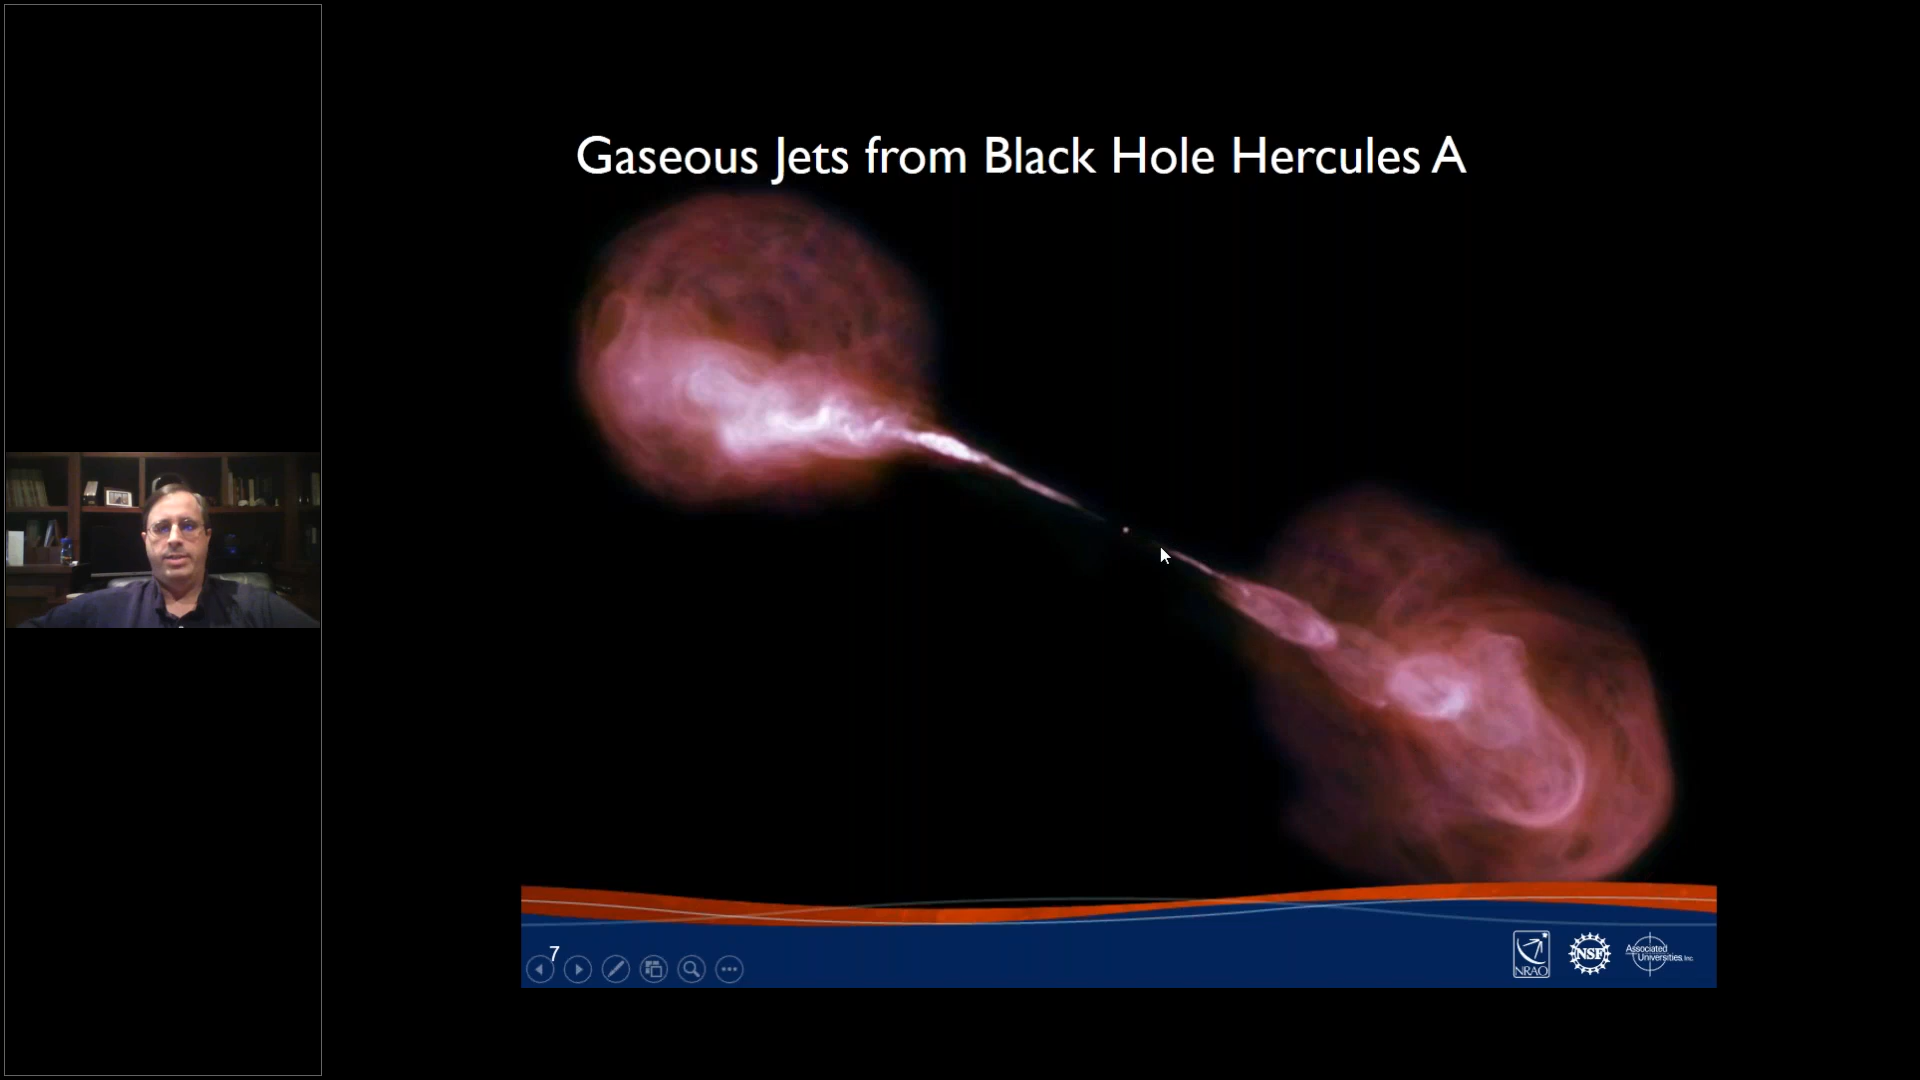 Gaseous Jets from Black Hole Hercules A
7
NRAO
NSF
Associated
Universities, Inc.